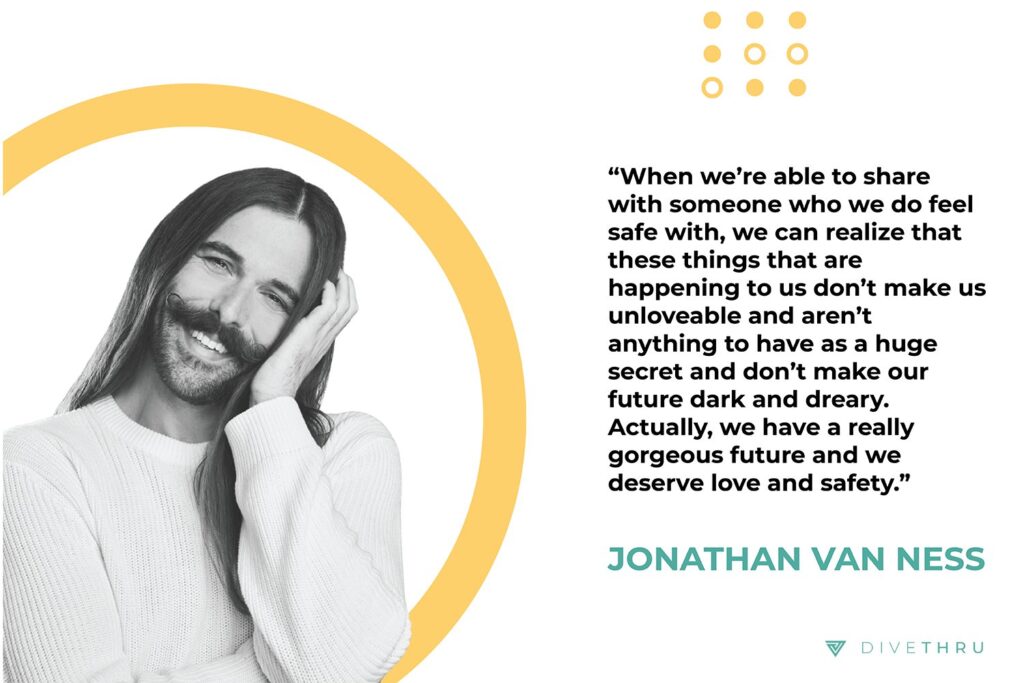 “When we’re able to share
with someone who we do feel
safe with, we can realize that
these things that are
happening to us don’t make us
unloveable and aren’t
anything to have as a huge
secret and don’t make our
future dark and dreary.
Actually, we have a really
gorgeous future and we
deserve love and safety.”
JONATHAN VAN NESS
DIVETHRU